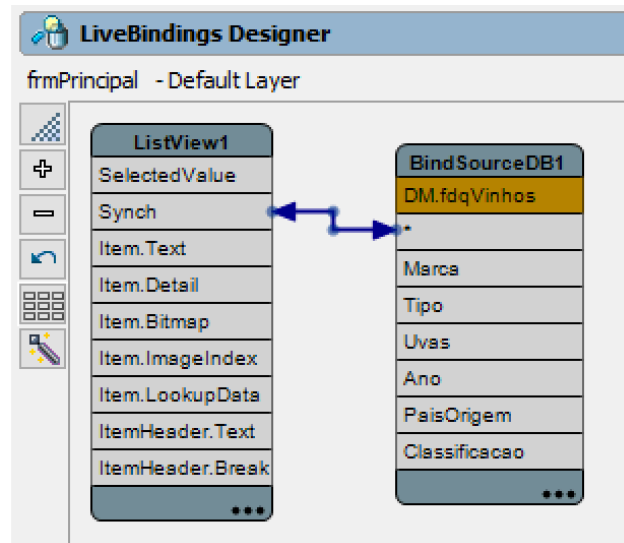 LiveBindings Designer
frmPrincipal - Default Layer
ListView1
SelectedValue
Synch
Item.Text
Item.Detail
Item.Bitmap
Item.ImageIndex
Item.LookupData
ItemHeader.Text
ItemHeader.Break
BindSourceDB1
DM.fdqVinhos
*
Marca
Tipo
Uvas
Ano
PaisOrigem
Classificacao